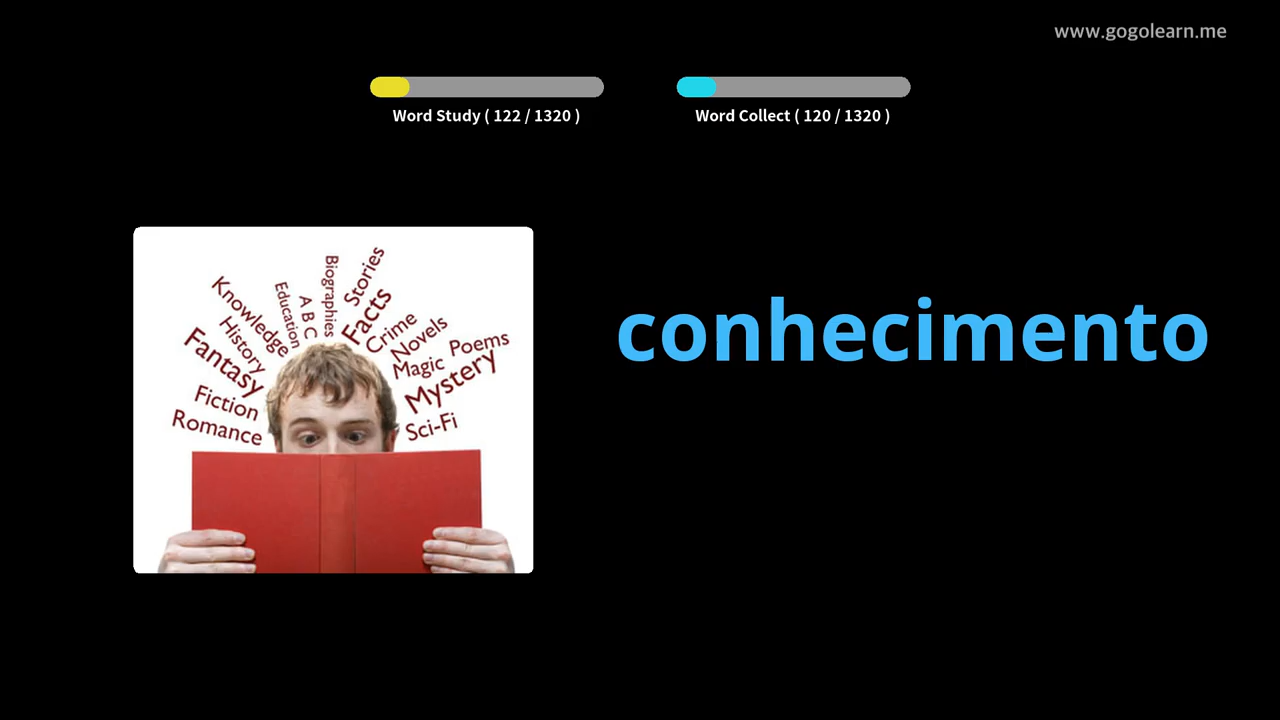 www.gogolearn.me
Word Study ( 122 / 1320 )
Word Collect ( 120 / 1320 )
conhecimento
Romance
Fiction
Fantasy
History
Knowledge
Education
A B C
Biographies
Stories
Facts
Crime
Novels
Magic
Poems
Mystery
Sci-Fi